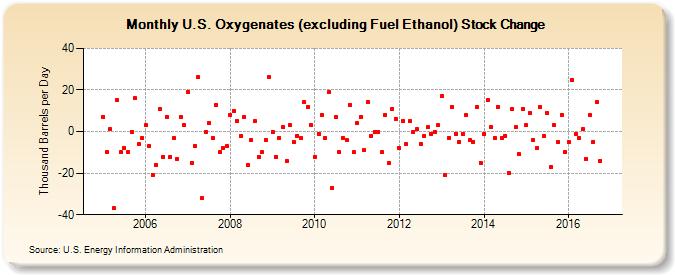 Monthly U.S. Oxygenates (excluding Fuel Ethanol) Stock Change
Thousand Barrels per Day
40
20
0
-20
-40
2006 2008 2010 2012 2014 2016
Source: U.S. Energy Information Administration